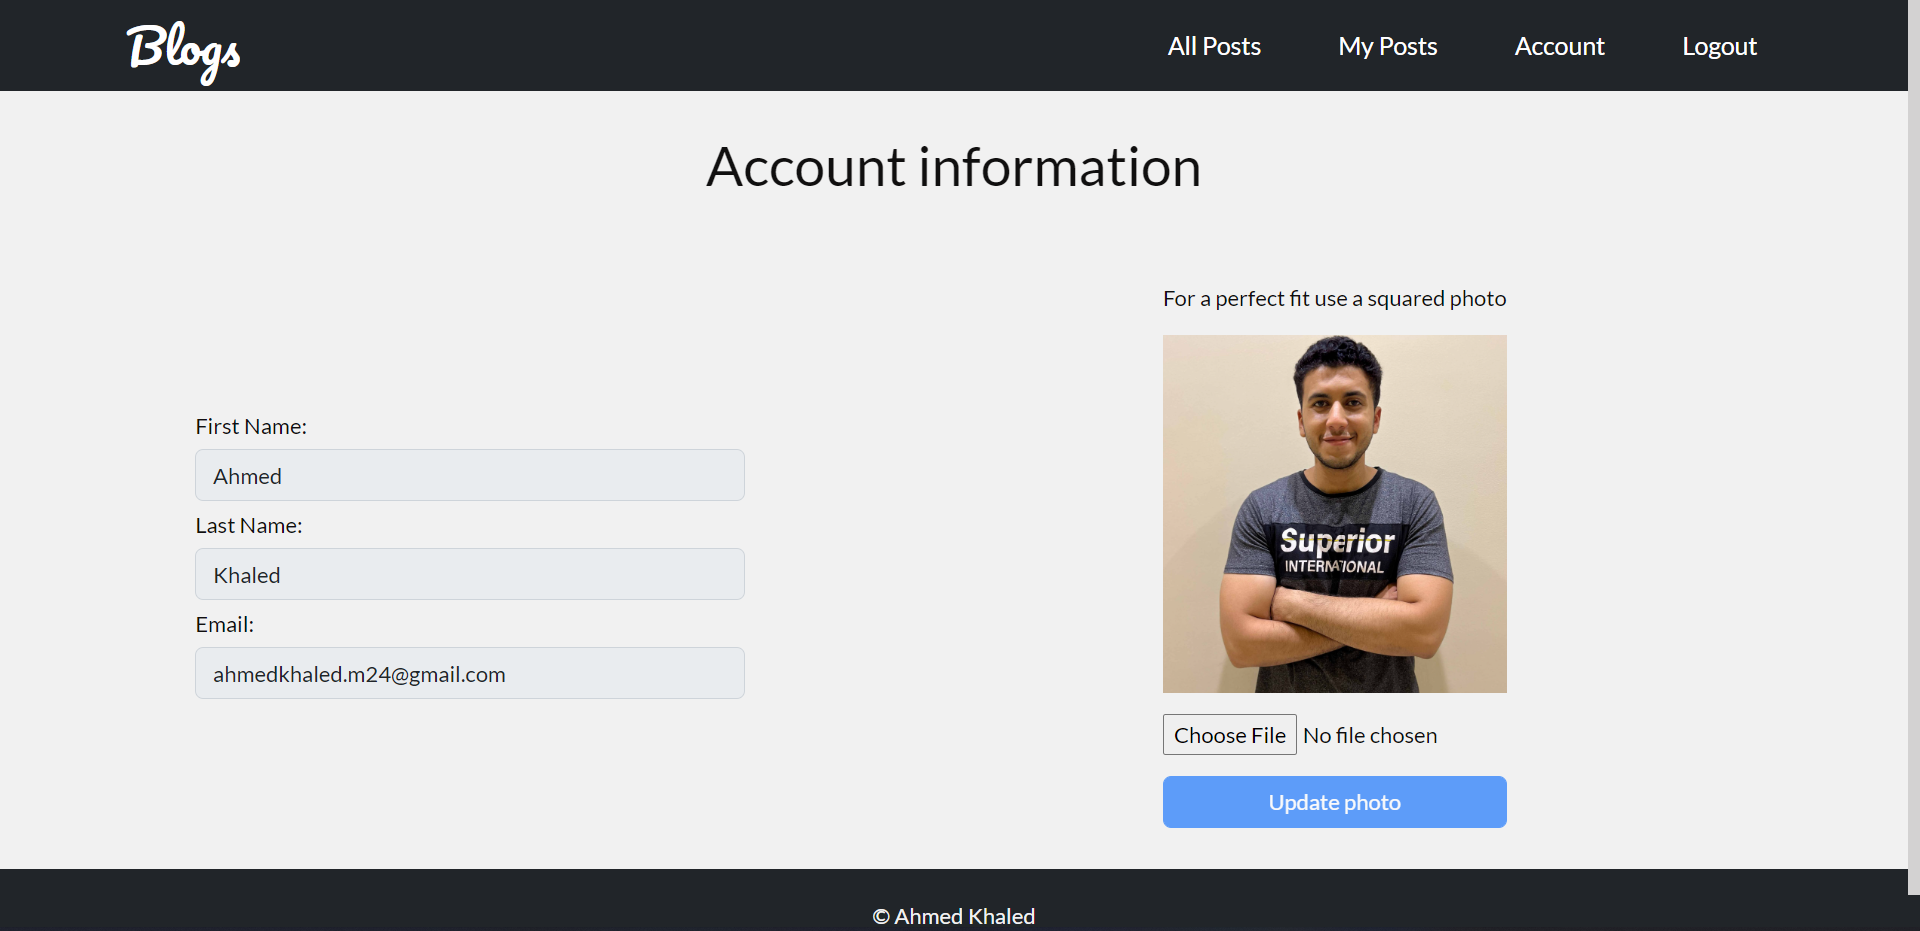 Blogs
All Posts
My Posts
Account
Logout
Account information
For a perfect fit use a squared photo
First Name:
Ahmed
Last Name:
Khaled
Email:
ahmedkhaled.m24@gmail.com
Superior
INTERNATIONAL
Choose File No file chosen
Update photo
© Ahmed Khaled